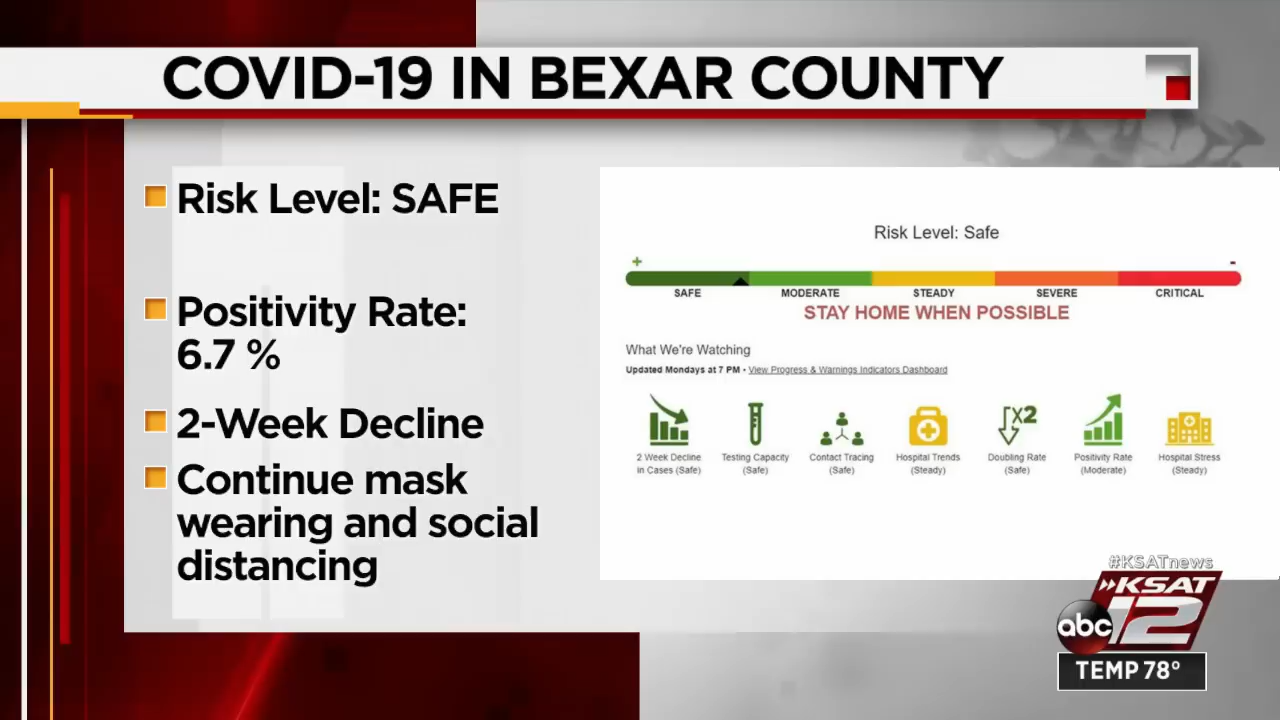 COVID-19 IN BEXAR COUNTY
Risk Level: SAFE
Positivity Rate:
6.7 %
2-Week Decline
Continue mask
wearing and social
distancing
Risk Level: Safe
+ -
SAFE MODERATE STEADY SEVERE CRITICAL
STAY HOME WHEN POSSIBLE
What We're Watching
Updated Mondays at 7 PM • View Progress & Warnings Indicators Dashboard
X2
2 Week Decline
in Cases (Safe)
Testing Capacity
(Safe)
Contact Tracing
(Safe)
Hospital Trends
(Steady)
Doubling Rate
(Safe)
Positivity Rate
(Moderate)
Hospital Stress
(Steady)
#KSATnews
KSAT
abc 12
TEMP 78°